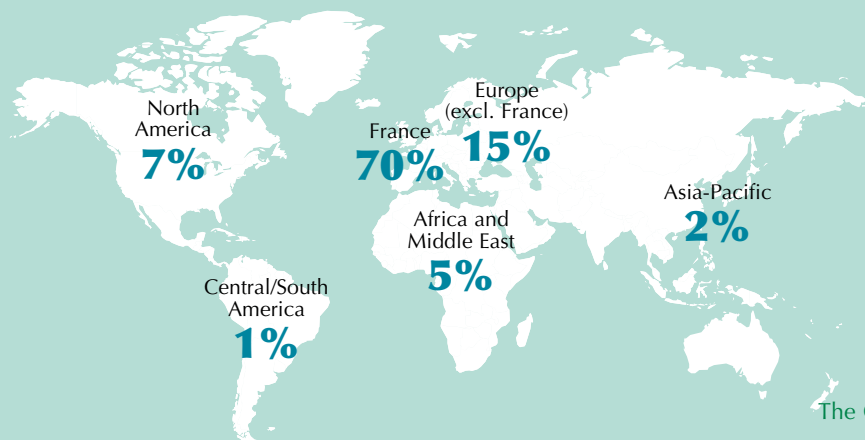 North
America
7%
France
70%
Europe
(excl. France)
15%
Asia-Pacific
2%
Africa and
Middle East
5%
Central/South
America
1%
The